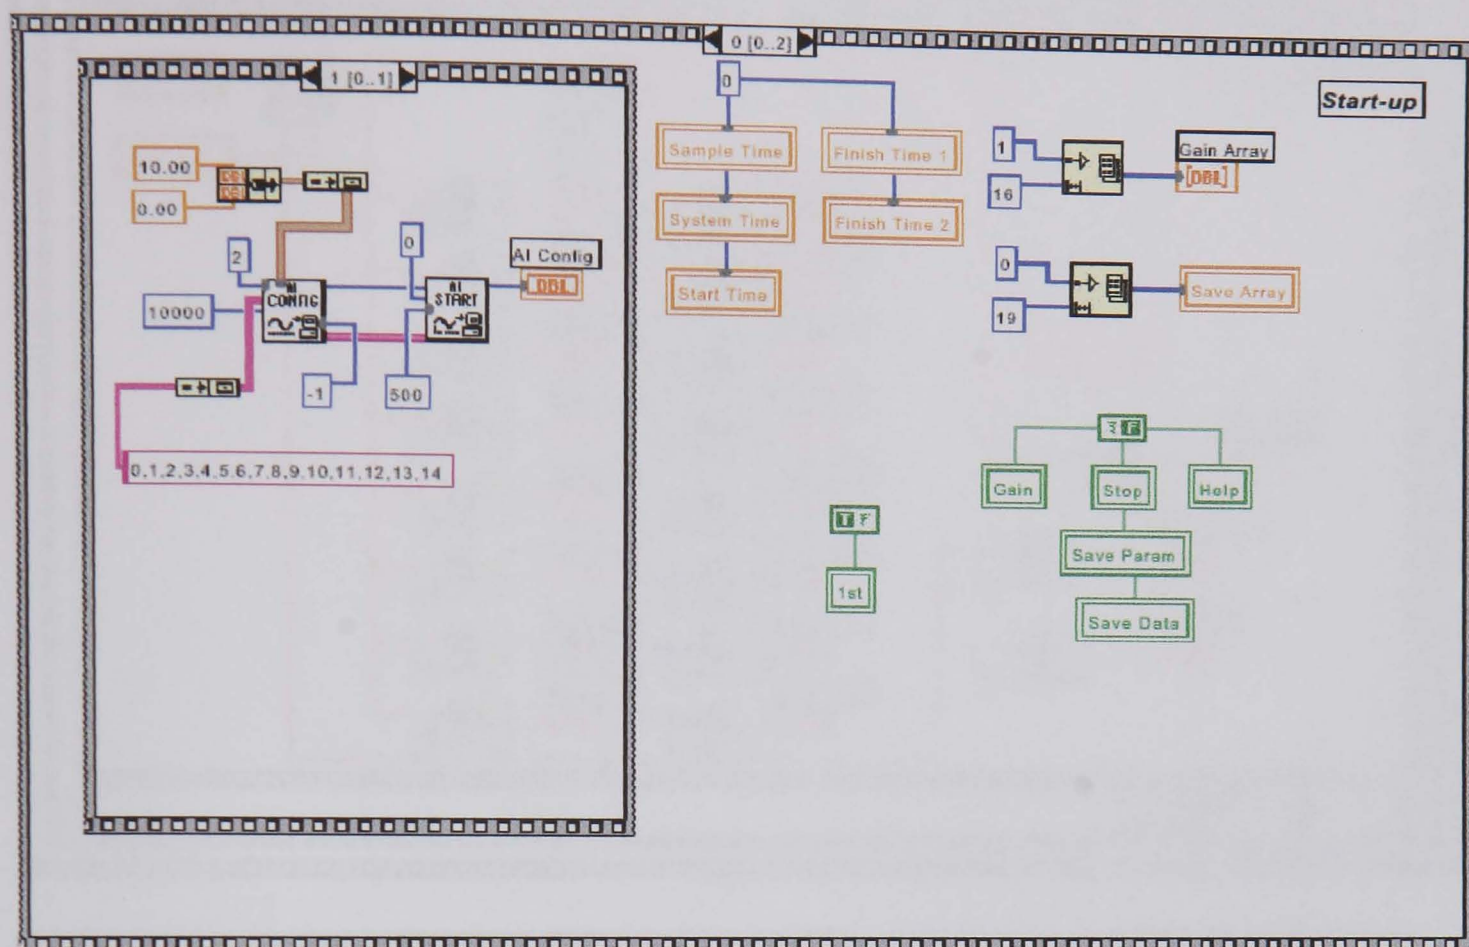 0 [0..2]
1 [0..1]
Start-up
0
Sample Time
Finish Time 1
System Time
Finish Time 2
Start Time
1
16
Gain Array
[DBL]
0
19
Save Array
10.00
0.00
DBL
DBL
2
0
AI Config
DBL
10000
AI
CONFIG
AI
START
-1
500
0,1,2,3,4,5,6,7,8,9,10,11,12,13,14
F
Gain
Stop
Help
T F
Save Param
1st
Save Data